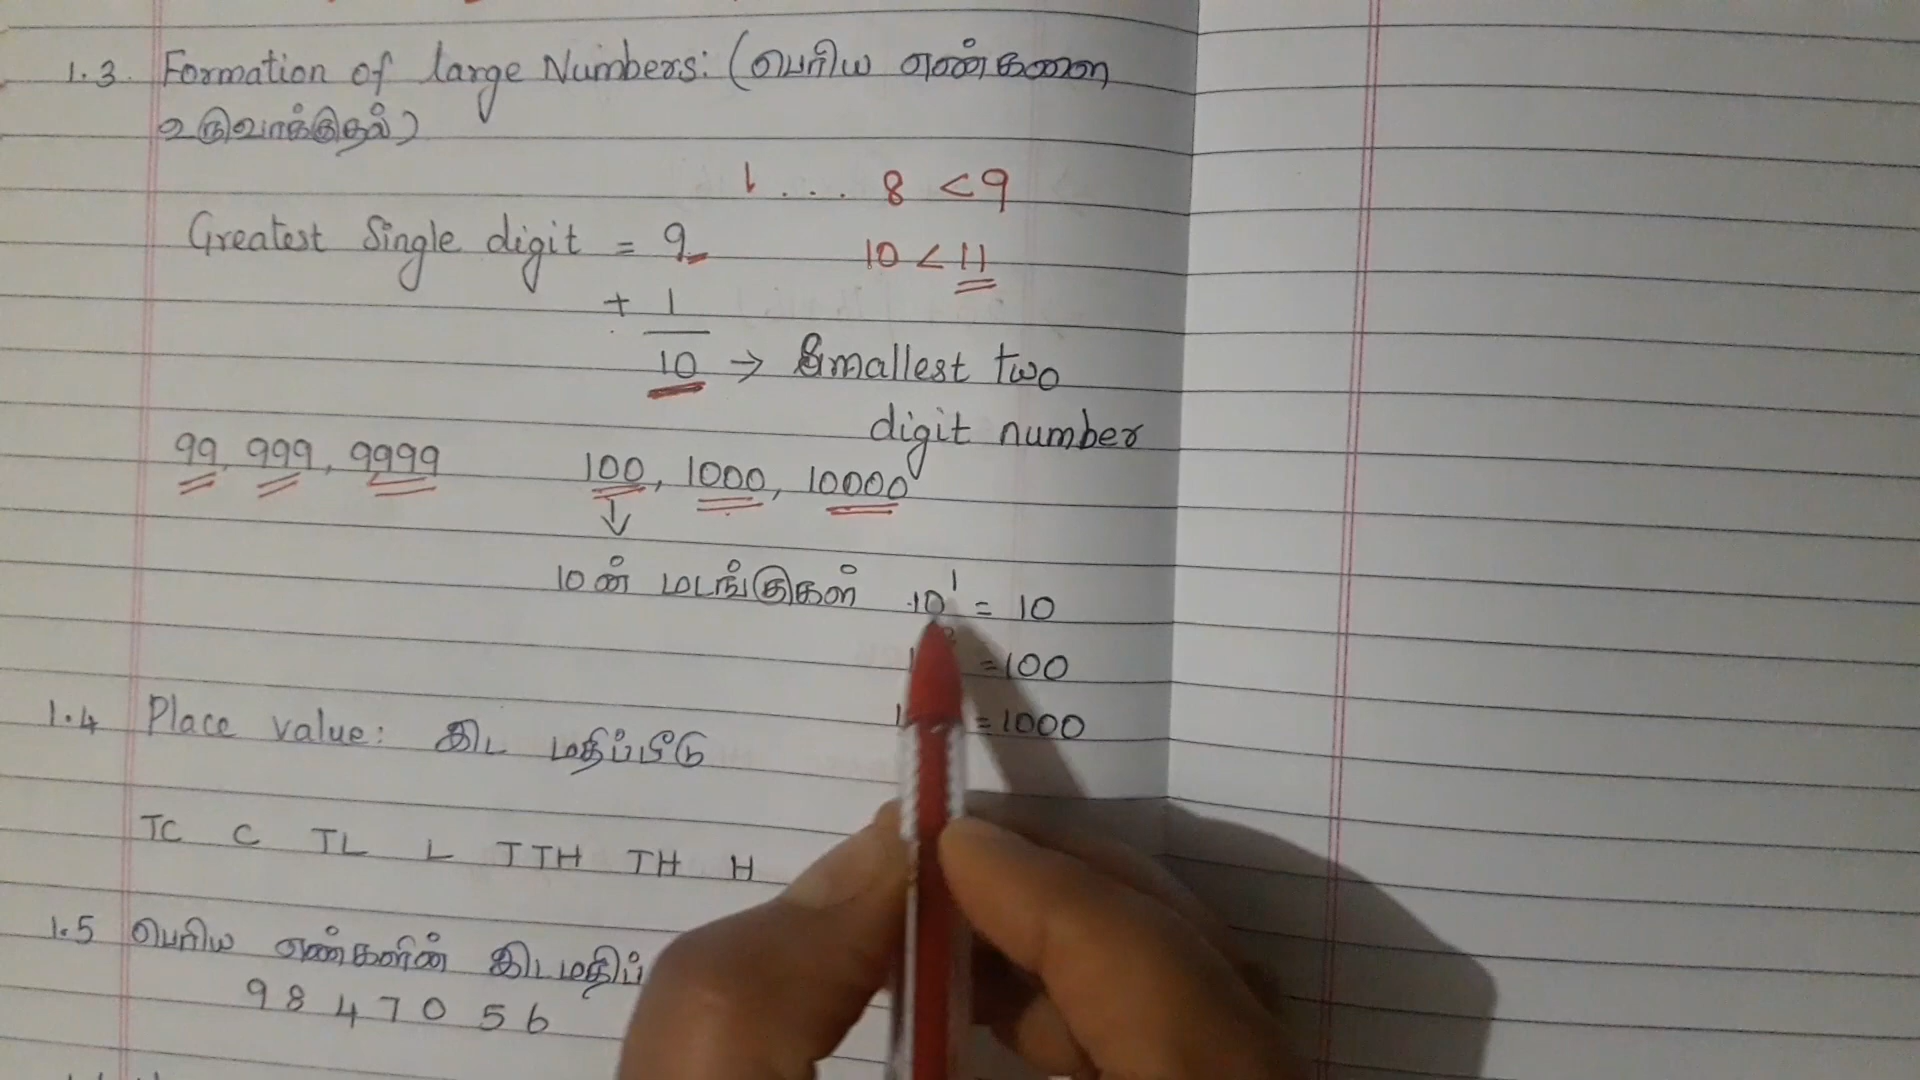 1.3. Formation of large Numbers: (பெரிய எண்களை
உருவாக்குதல்)
1 . . . . 8 < 9
Greatest Single digit = 9
10 < 11
+ 1
10 → Smallest two
digit number
99, 999, 9999 100, 1000, 10000
↓
10ன் மடங்குகள் 10¹ = 10
= 100
= 1000
1.4 Place value: இட மதிப்பீடு
TC C TL L T TH TH H
1.5 பெரிய எண்களின் இடமதிப்
9 8 4 7 0 5 6